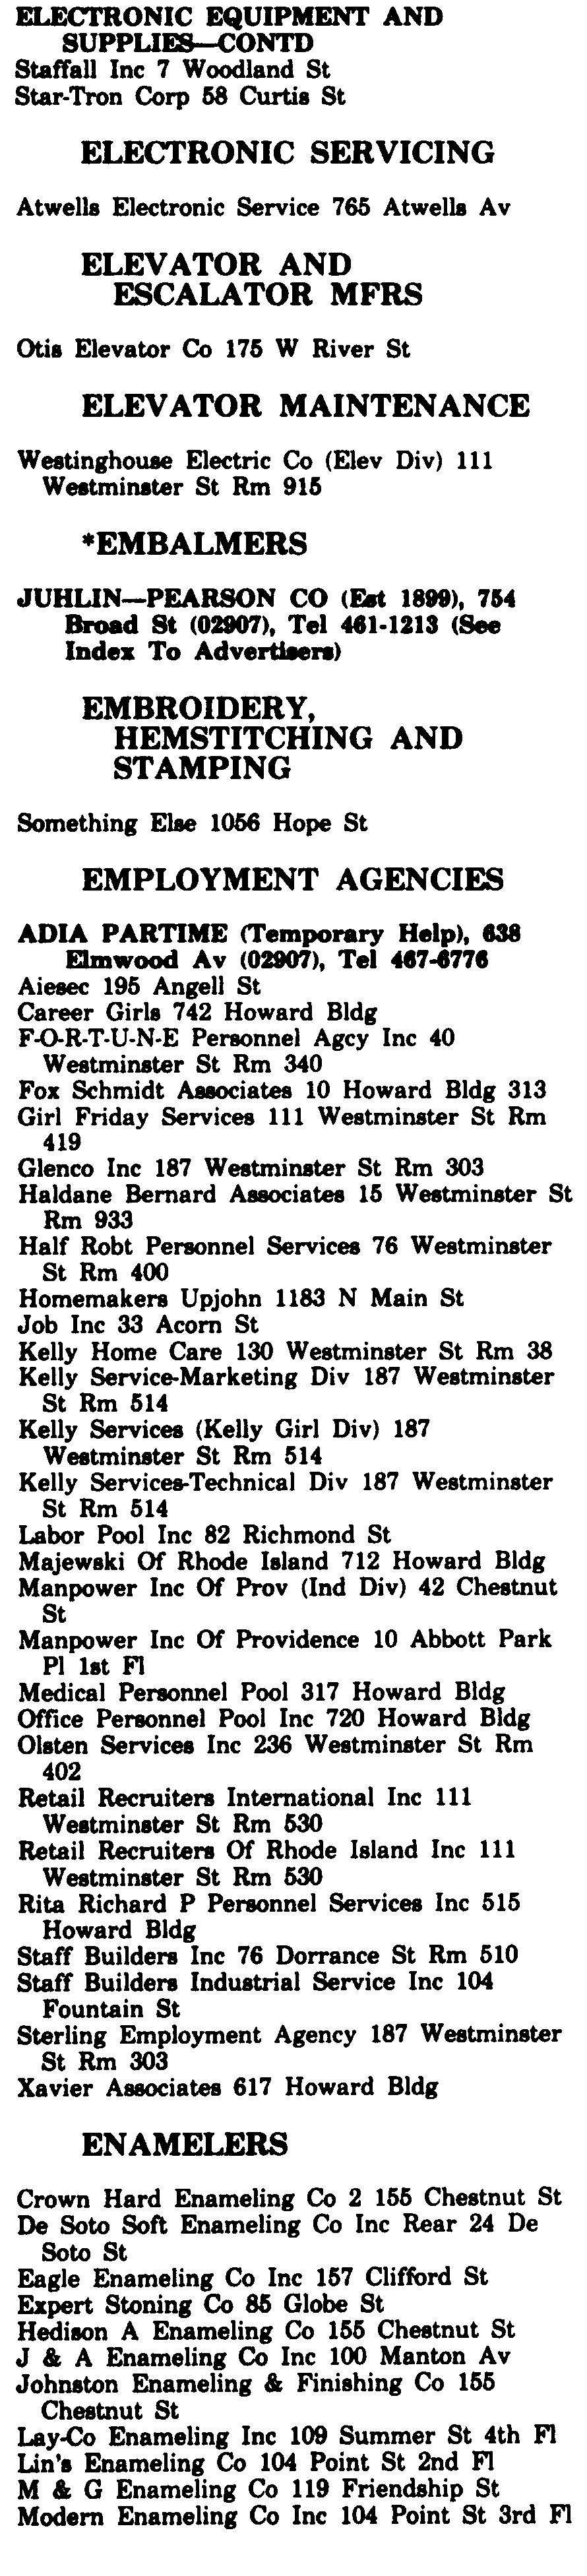 ELECTRONIC EQUIPMENT AND
SUPPLIES—CONTD
Staffall Inc 7 Woodland St
Star-Tron Corp 58 Curtis St
ELECTRONIC SERVICING
Atwells Electronic Service 765 Atwells Av
ELEVATOR AND
ESCALATOR MFRS
Otis Elevator Co 175 W River St
ELEVATOR MAINTENANCE
Westinghouse Electric Co (Elev Div) 111
Westminster St Rm 915
*EMBALMERS
JUHLIN—PEARSON CO (Est 1899), 754
Broad St (02907), Tel 461-1213 (See
Index To Advertisers)
EMBROIDERY,
HEMSTITCHING AND
STAMPING
Something Else 1056 Hope St
EMPLOYMENT AGENCIES
ADIA PARTIME (Temporary Help), 638
Elmwood Av (02907), Tel 467-6776
Aiesec 195 Angell St
Career Girls 742 Howard Bldg
F-O-R-T-U-N-E Personnel Agcy Inc 40
Westminster St Rm 340
Fox Schmidt Associates 10 Howard Bldg 313
Girl Friday Services 111 Westminster St Rm
419
Glenco Inc 187 Westminster St Rm 303
Haldane Bernard Associates 15 Westminster St
Rm 933
Half Robt Personnel Services 76 Westminster
St Rm 400
Homemakers Upjohn 1183 N Main St
Job Inc 33 Acorn St
Kelly Home Care 130 Westminster St Rm 38
Kelly Service-Marketing Div 187 Westminster
St Rm 514
Kelly Services (Kelly Girl Div) 187
Westminster St Rm 514
Kelly Services-Technical Div 187 Westminster
St Rm 514
Labor Pool Inc 82 Richmond St
Majewski Of Rhode Island 712 Howard Bldg
Manpower Inc Of Prov (Ind Div) 42 Chestnut
St
Manpower Inc Of Providence 10 Abbott Park
Pl 1st Fl
Medical Personnel Pool 317 Howard Bldg
Office Personnel Pool Inc 720 Howard Bldg
Olsten Services Inc 236 Westminster St Rm
402
Retail Recruiters International Inc 111
Westminster St Rm 530
Retail Recruiters Of Rhode Island Inc 111
Westminster St Rm 530
Rita Richard P Personnel Services Inc 515
Howard Bldg
Staff Builders Inc 76 Dorrance St Rm 510
Staff Builders Industrial Service Inc 104
Fountain St
Sterling Employment Agency 187 Westminster
St Rm 303
Xavier Associates 617 Howard Bldg
ENAMELERS
Crown Hard Enameling Co 2 155 Chestnut St
De Soto Soft Enameling Co Inc Rear 24 De
Soto St
Eagle Enameling Co Inc 157 Clifford St
Expert Stoning Co 85 Globe St
Hedison A Enameling Co 155 Chestnut St
J & A Enameling Co Inc 100 Manton Av
Johnston Enameling & Finishing Co 155
Chestnut St
Lay-Co Enameling Inc 109 Summer St 4th Fl
Lin's Enameling Co 104 Point St 2nd Fl
M & G Enameling Co 119 Friendship St
Modern Enameling Co Inc 104 Point St 3rd Fl